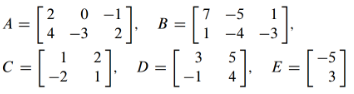 A = [2 0 -1; 4 -3 2], B = [7 -5 1; 1 -4 -3],
C = [1 2; -2 1], D = [3 5; -1 4], E = [-5; 3]